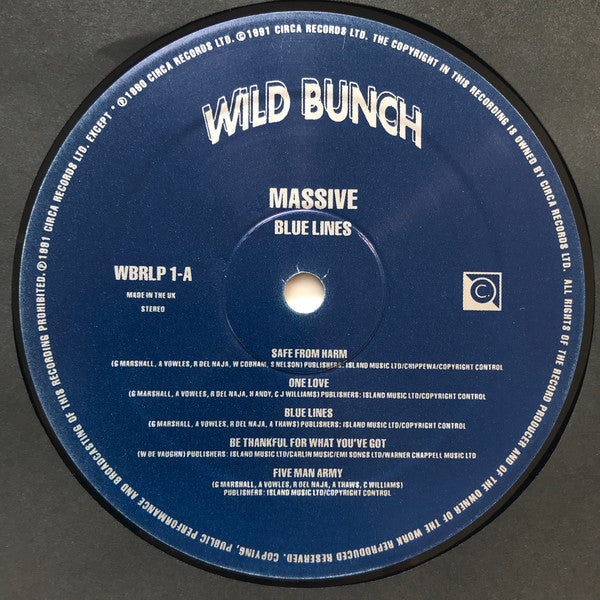 ℗1991 CIRCA RECORDS LTD. EXCEPT * ℗1990 CIRCA RECORDS LTD. ©1991 CIRCA RECORDS LTD. THE COPYRIGHT IN THIS RECORDING IS OWNED BY CIRCA RECORDS LTD. ALL RIGHTS OF THE RECORD PRODUCER AND OF THE OWNER OF THE WORK REPRODUCED RESERVED. COPYING, PUBLIC PERFORMANCE AND BROADCASTING OF THIS RECORDING PROHIBITED.
WILD BUNCH
MASSIVE
BLUE LINES
WBRLP 1-A
C
MADE IN THE UK
STEREO
SAFE FROM HARM
(G MARSHALL, A VOWLES, R DEL NAJA, W COBHAN, S NELSON) PUBLISHERS: ISLAND MUSIC LTD/CHIPPEWA/COPYRIGHT CONTROL
ONE LOVE
(G MARSHALL, A VOWLES, R DEL NAJA, H ANDY, C J WILLIAMS) PUBLISHERS: ISLAND MUSIC LTD/COPYRIGHT CONTROL
BLUE LINES
(G MARSHALL, A VOWLES, R DEL NAJA, A THAWS) PUBLISHERS: ISLAND MUSIC LTD/COPYRIGHT CONTROL
BE THANKFUL FOR WHAT YOU'VE GOT
(W DE VAUGHN) PUBLISHERS: ISLAND MUSIC LTD/CARLIN MUSIC/EMI SONGS LTD/WARNER CHAPPELL MUSIC LTD
FIVE MAN ARMY
(G MARSHALL, A VOWLES, R DEL NAJA, A THAWS, C WILLIAMS)
PUBLISHERS: ISLAND MUSIC LTD/COPYRIGHT CONTROL